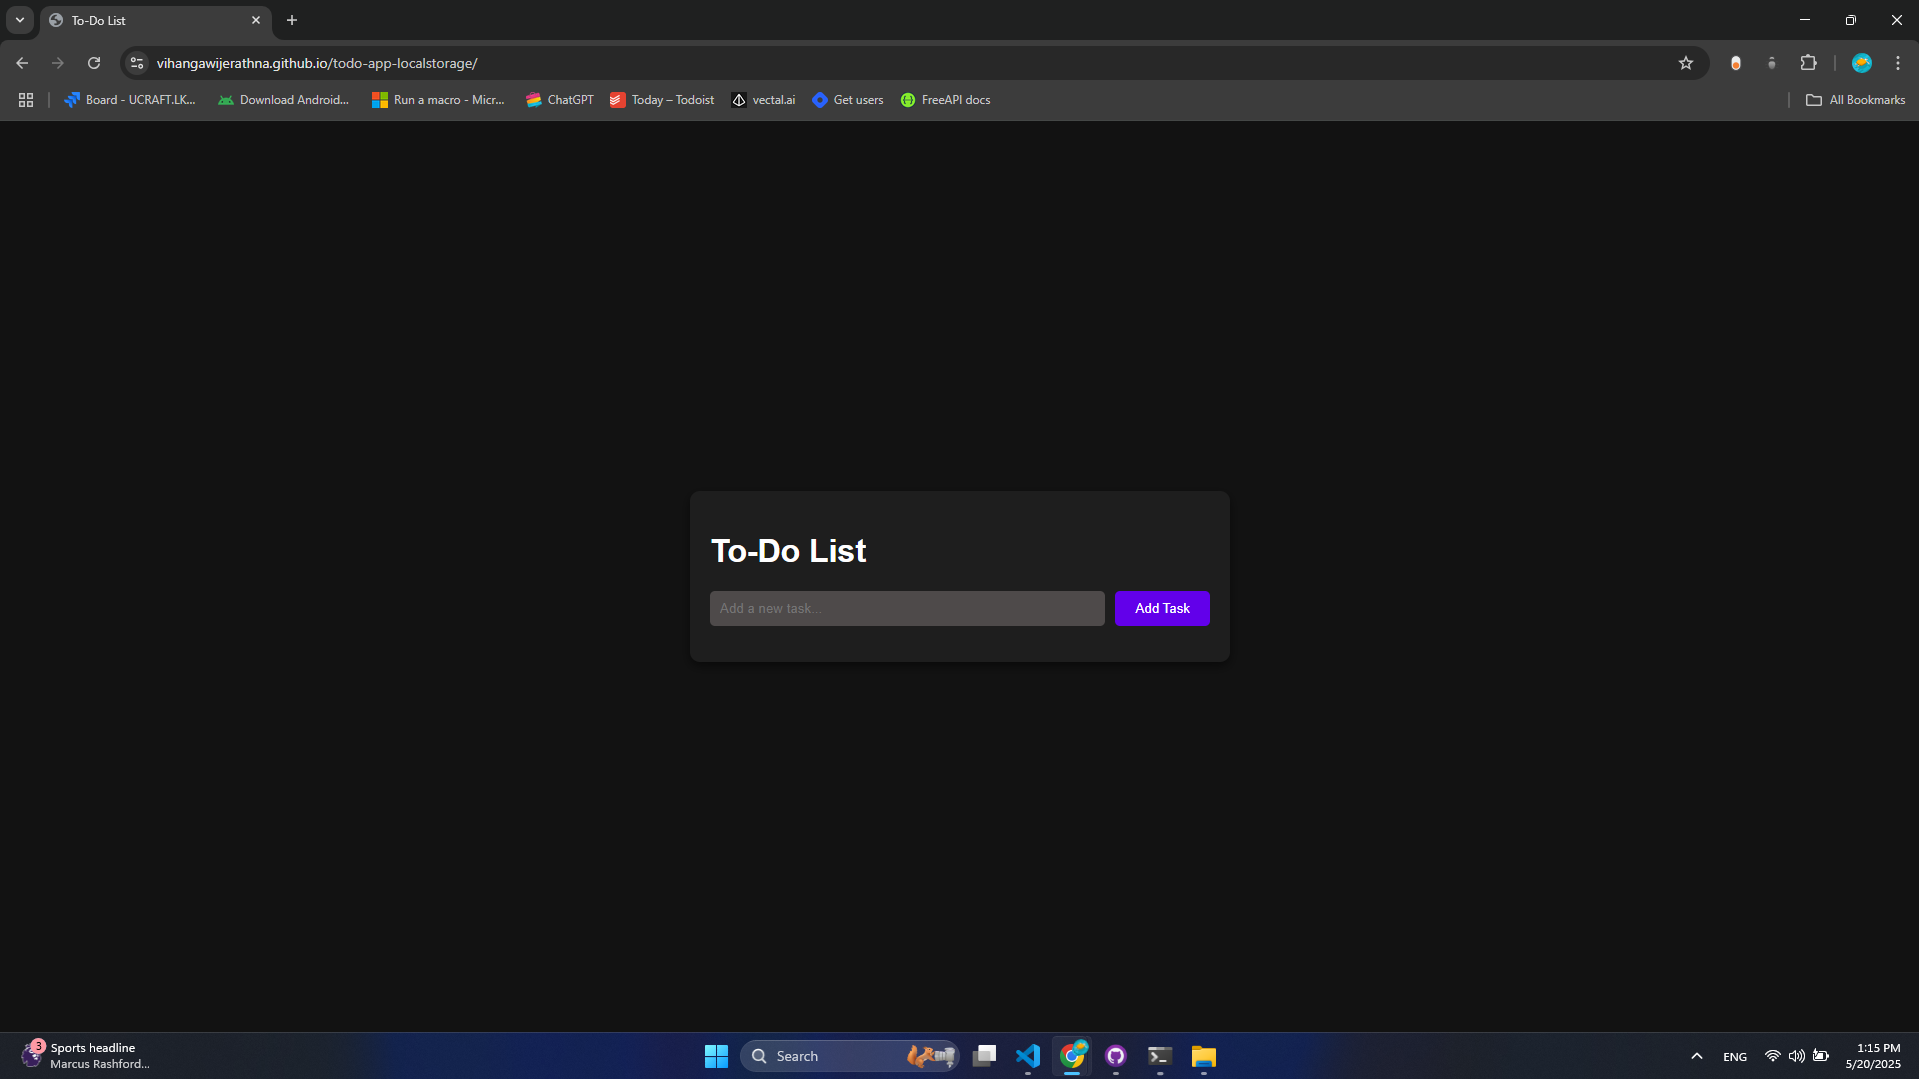 To-Do List
vihangawijerathna.github.io/todo-app-localstorage/
Board - UCRAFT.LK...
Download Android...
Run a macro - Micr...
ChatGPT
Today – Todoist
vectal.ai
Get users
FreeAPI docs
All Bookmarks
To-Do List
Add a new task...
Add Task
3
Sports headline
Marcus Rashford...
Search
ENG
1:15 PM
5/20/2025